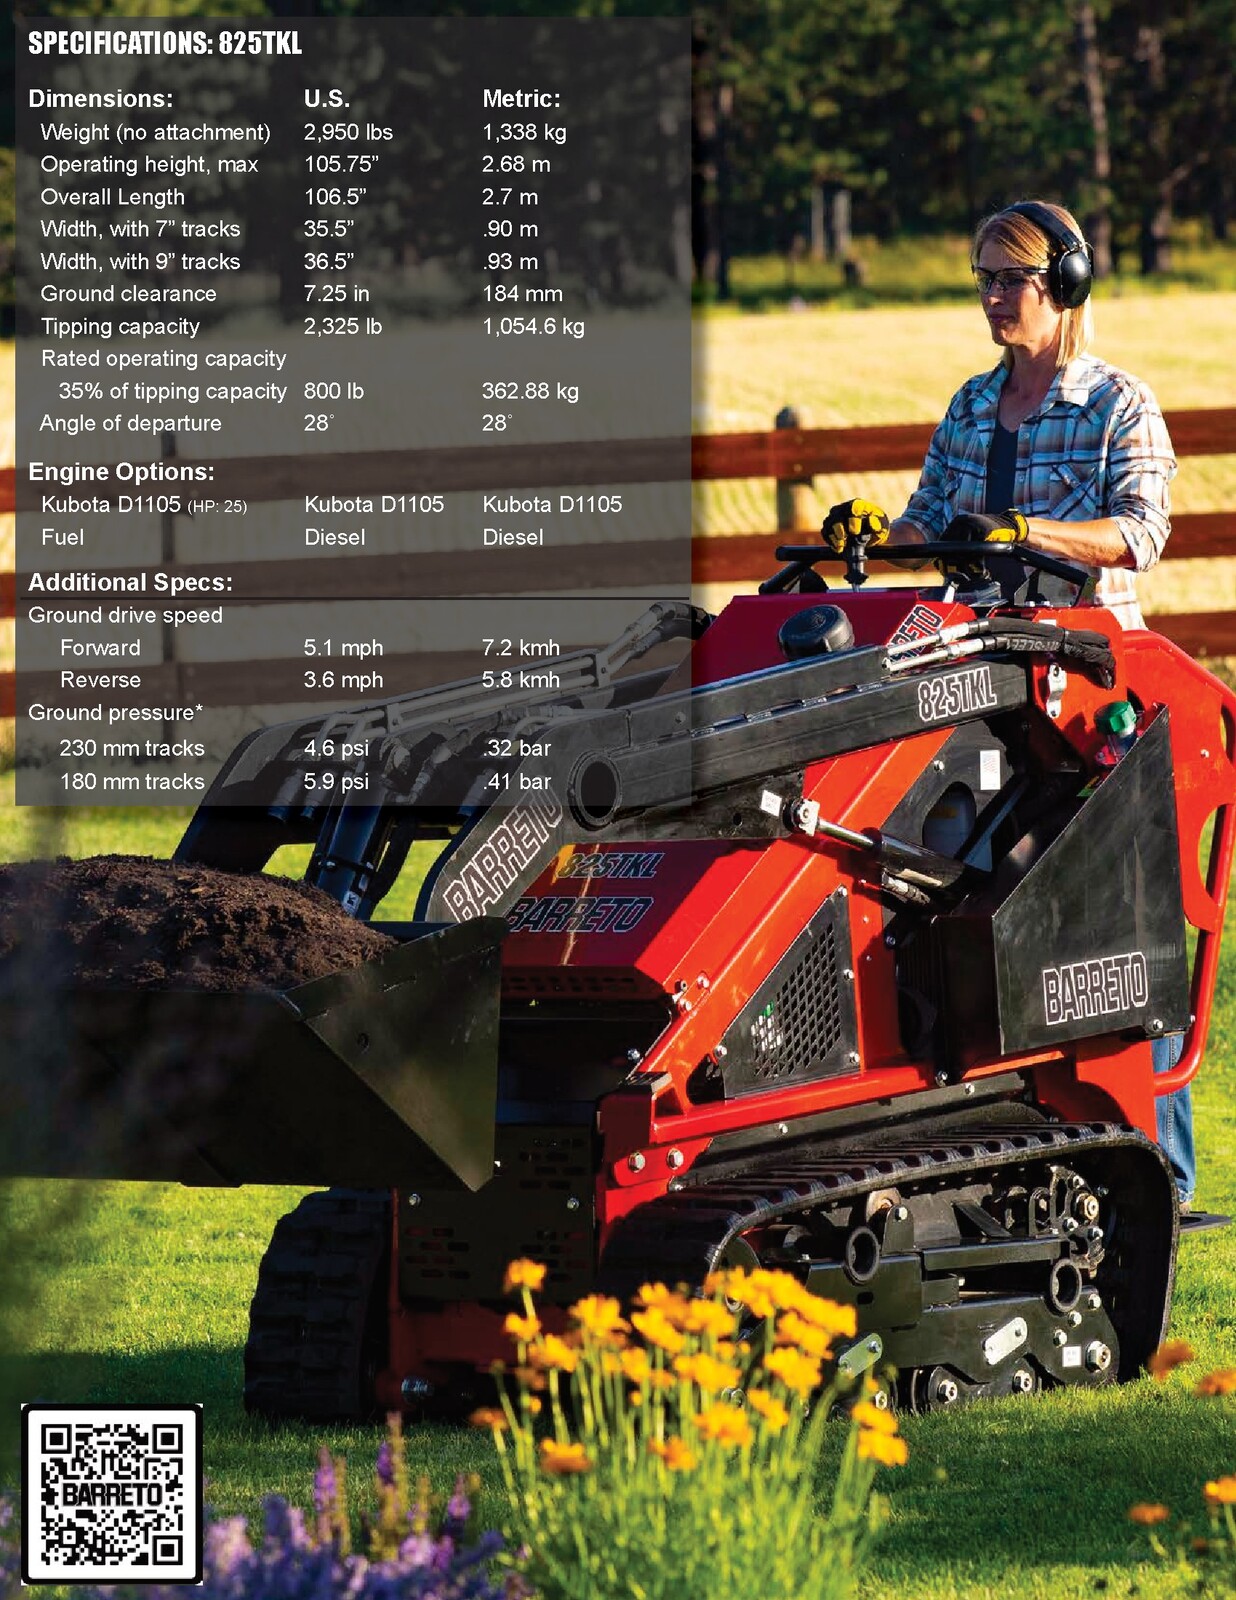 SPECIFICATIONS: 825TKL
Dimensions: U.S. Metric:
Weight (no attachment) 2,950 lbs 1,338 kg
Operating height, max 105.75” 2.68 m
Overall Length 106.5” 2.7 m
Width, with 7” tracks 35.5” .90 m
Width, with 9” tracks 36.5” .93 m
Ground clearance 7.25 in 184 mm
Tipping capacity 2,325 lb 1,054.6 kg
Rated operating capacity
35% of tipping capacity 800 lb 362.88 kg
Angle of departure 28° 28°
Engine Options:
Kubota D1105 (HP: 25) Kubota D1105 Kubota D1105
Fuel Diesel Diesel
Additional Specs:
Ground drive speed
Forward 5.1 mph 7.2 kmh
Reverse 3.6 mph 5.8 kmh
Ground pressure*
230 mm tracks 4.6 psi .32 bar
180 mm tracks 5.9 psi .41 bar
825TKL
BARRETO
825TKL
BARRETO
BARRETO
BARRETO